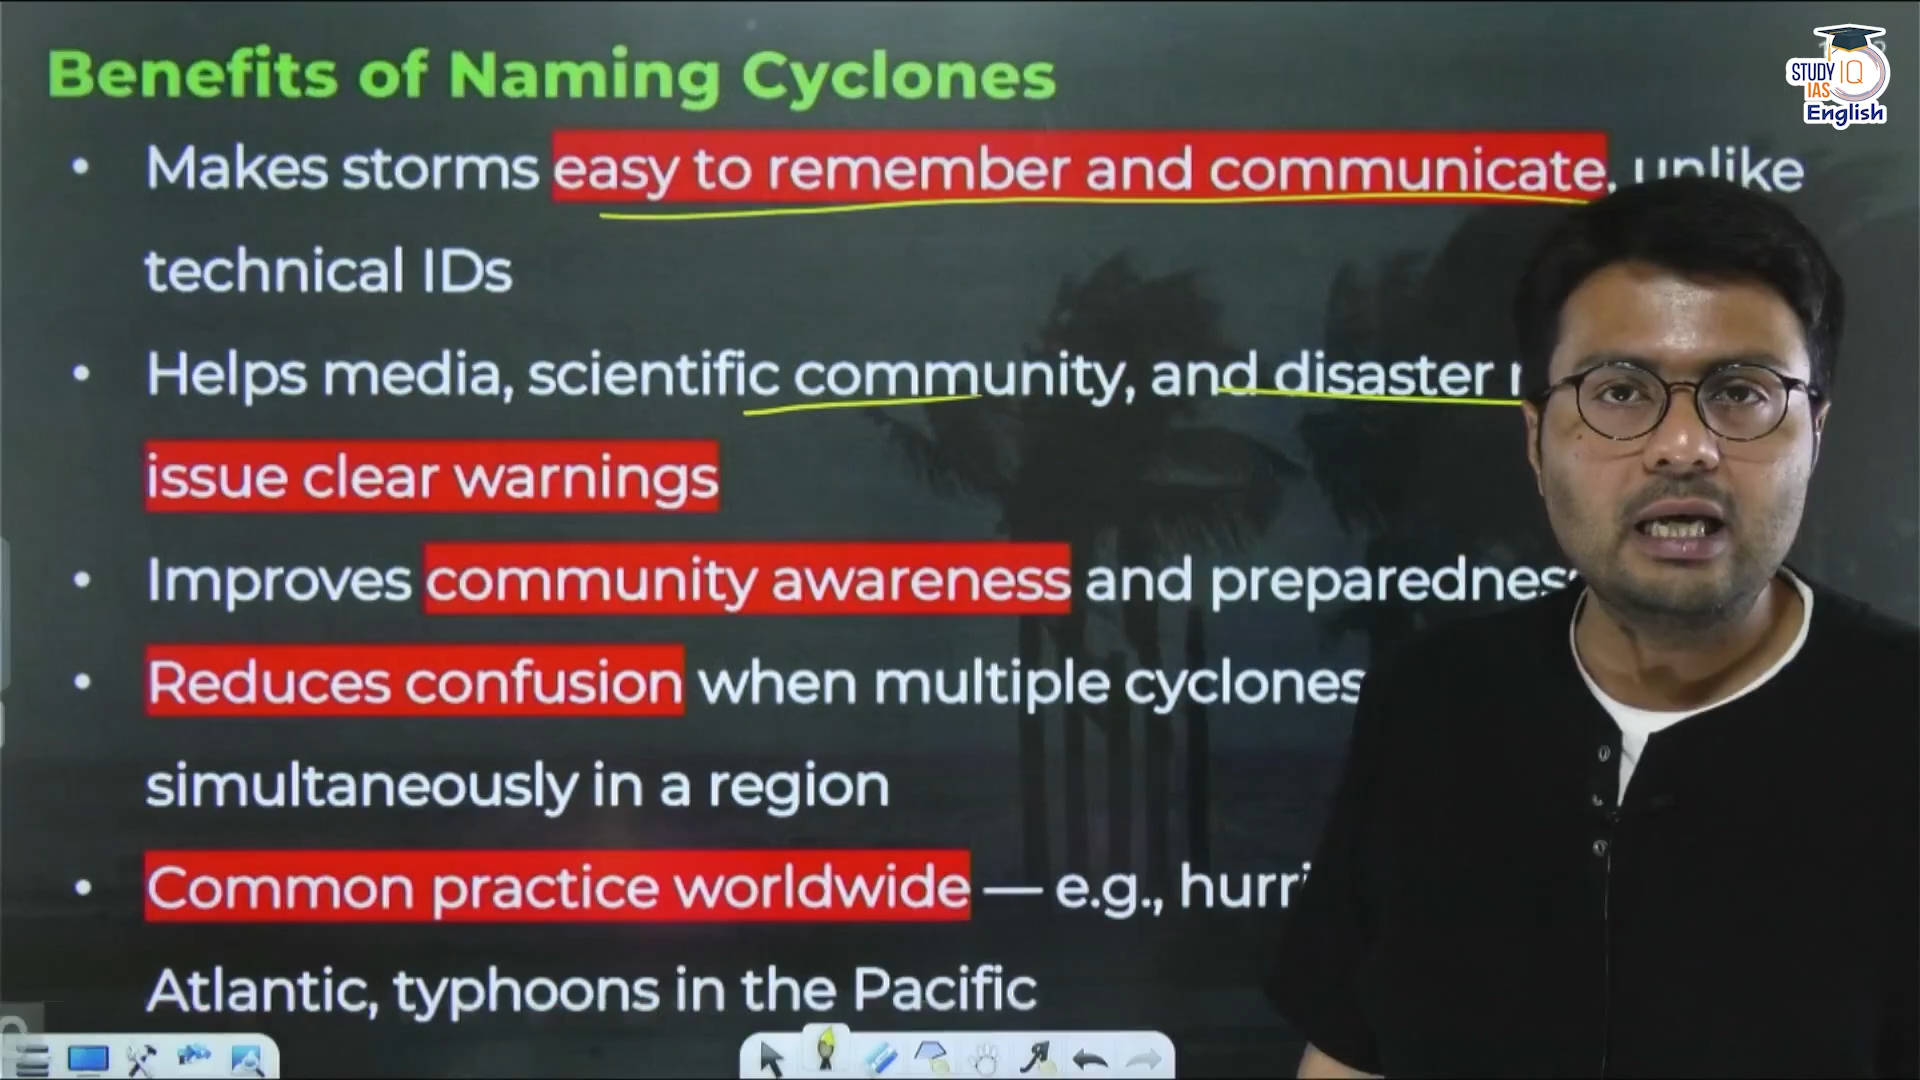 Benefits of Naming Cyclones
• Makes storms easy to remember and communicate, unlike
technical IDs
• Helps media, scientific community, and disaster
issue clear warnings
• Improves community awareness and preparedness
• Reduces confusion when multiple cyclones
simultaneously in a region
• Common practice worldwide — e.g.,
Atlantic, typhoons in the Pacific
STUDY IQ
IAS
English